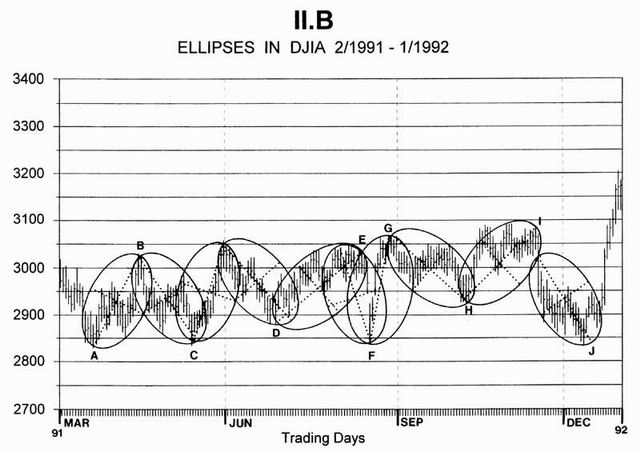 II.B
ELLIPSES IN DJIA 2/1991 - 1/1992
3400
3300
3200
3100
3000
2900
2800
2700
A
B
C
D
E
F
G
H
I
J
MAR
JUN
SEP
DEC
91
92
Trading Days